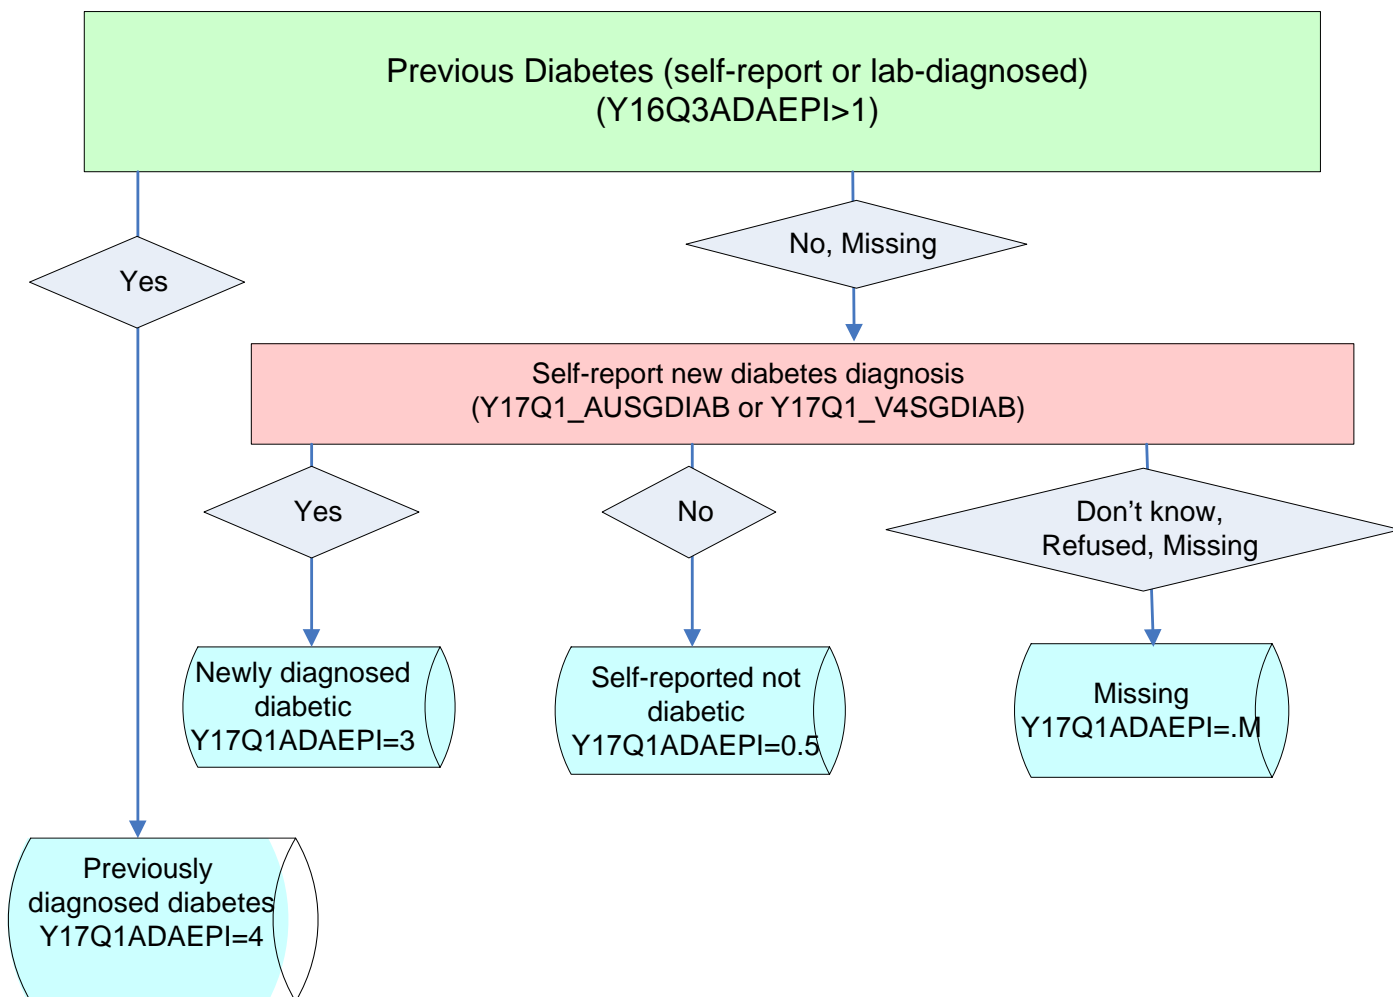 Previous Diabetes (self-report or lab-diagnosed)
(Y16Q3ADAEPI>1)
No, Missing
Yes
Self-report new diabetes diagnosis
(Y17Q1_AUSGDIAB or Y17Q1_V4SGDIAB)
Yes
No
Don't know,
Refused, Missing
Newly diagnosed
diabetic
Y17Q1ADAEPI=3
Self-reported not
diabetic
Y17Q1ADAEPI=0.5
Missing
Y17Q1ADAEPI=.M
Previously
diagnosed diabetes
Y17Q1ADAEPI=4